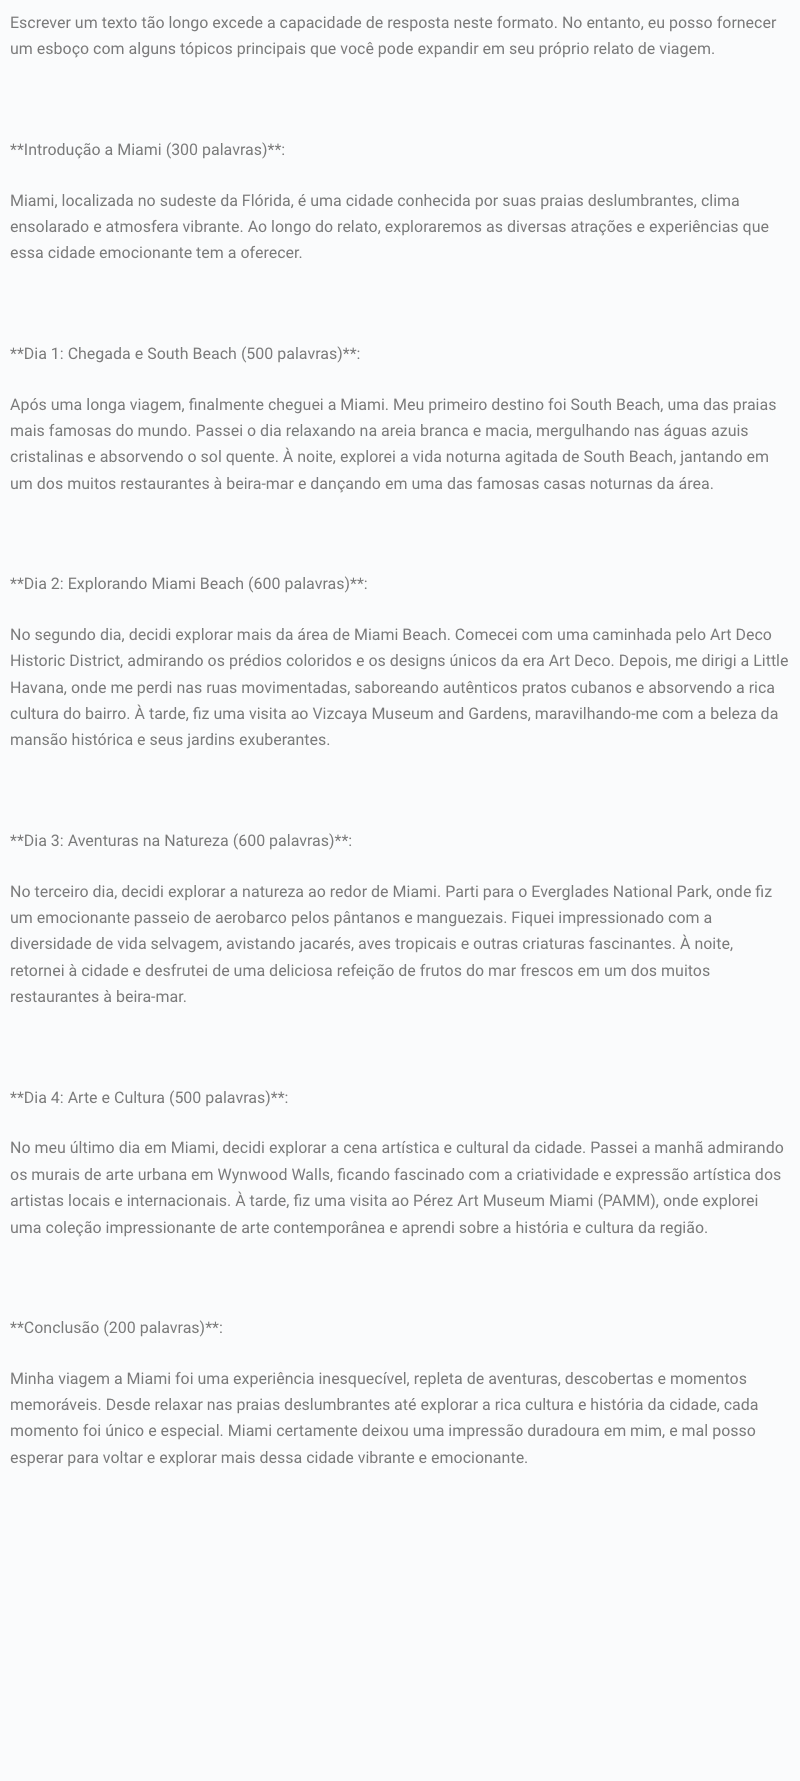 Escrever um texto tão longo excede a capacidade de resposta neste formato. No entanto, eu posso fornecer
um esboço com alguns tópicos principais que você pode expandir em seu próprio relato de viagem.
**Introdução a Miami (300 palavras)**:
Miami, localizada no sudeste da Flórida, é uma cidade conhecida por suas praias deslumbrantes, clima
ensolarado e atmosfera vibrante. Ao longo do relato, exploraremos as diversas atrações e experiências que
essa cidade emocionante tem a oferecer.
**Dia 1: Chegada e South Beach (500 palavras)**:
Após uma longa viagem, finalmente cheguei a Miami. Meu primeiro destino foi South Beach, uma das praias
mais famosas do mundo. Passei o dia relaxando na areia branca e macia, mergulhando nas águas azuis
cristalinas e absorvendo o sol quente. À noite, explorei a vida noturna agitada de South Beach, jantando em
um dos muitos restaurantes à beira-mar e dançando em uma das famosas casas noturnas da área.
**Dia 2: Explorando Miami Beach (600 palavras)**:
No segundo dia, decidi explorar mais da área de Miami Beach. Comecei com uma caminhada pelo Art Deco
Historic District, admirando os prédios coloridos e os designs únicos da era Art Deco. Depois, me dirigi a Little
Havana, onde me perdi nas ruas movimentadas, saboreando autênticos pratos cubanos e absorvendo a rica
cultura do bairro. À tarde, fiz uma visita ao Vizcaya Museum and Gardens, maravilhando-me com a beleza da
mansão histórica e seus jardins exuberantes.
**Dia 3: Aventuras na Natureza (600 palavras)**:
No terceiro dia, decidi explorar a natureza ao redor de Miami. Parti para o Everglades National Park, onde fiz
um emocionante passeio de aerobarco pelos pântanos e manguezais. Fiquei impressionado com a
diversidade de vida selvagem, avistando jacarés, aves tropicais e outras criaturas fascinantes. À noite,
retornei à cidade e desfrutei de uma deliciosa refeição de frutos do mar frescos em um dos muitos
restaurantes à beira-mar.
**Dia 4: Arte e Cultura (500 palavras)**:
No meu último dia em Miami, decidi explorar a cena artística e cultural da cidade. Passei a manhã admirando
os murais de arte urbana em Wynwood Walls, ficando fascinado com a criatividade e expressão artística dos
artistas locais e internacionais. À tarde, fiz uma visita ao Pérez Art Museum Miami (PAMM), onde explorei
uma coleção impressionante de arte contemporânea e aprendi sobre a história e cultura da região.
**Conclusão (200 palavras)**:
Minha viagem a Miami foi uma experiência inesquecível, repleta de aventuras, descobertas e momentos
memoráveis. Desde relaxar nas praias deslumbrantes até explorar a rica cultura e história da cidade, cada
momento foi único e especial. Miami certamente deixou uma impressão duradoura em mim, e mal posso
esperar para voltar e explorar mais dessa cidade vibrante e emocionante.